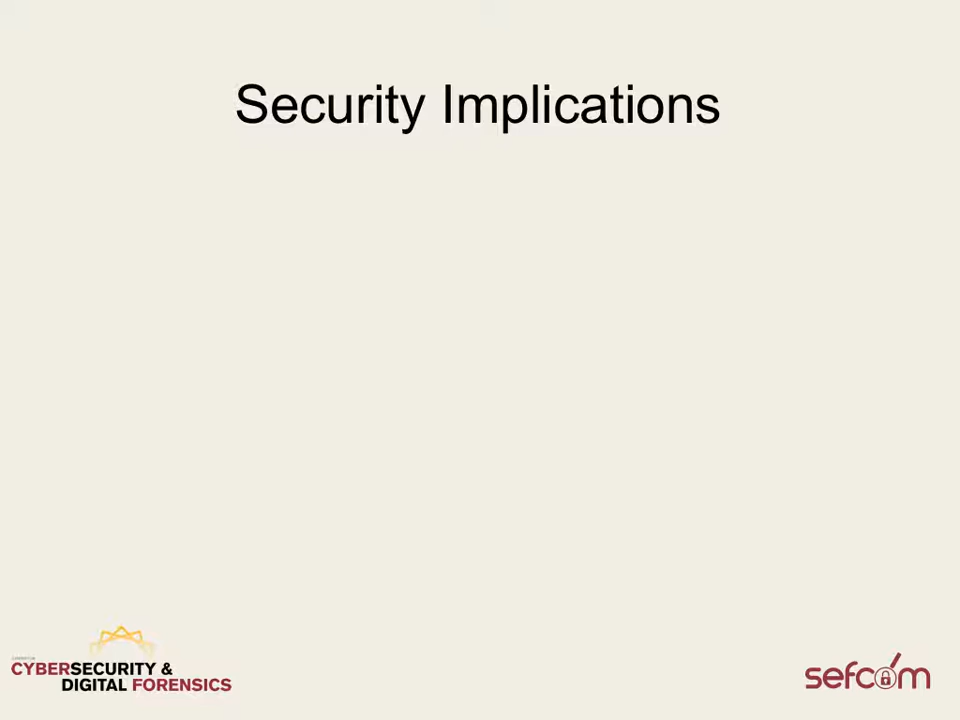 Security Implications
CYBERSECURITY &
DIGITAL FORENSICS
sefcom